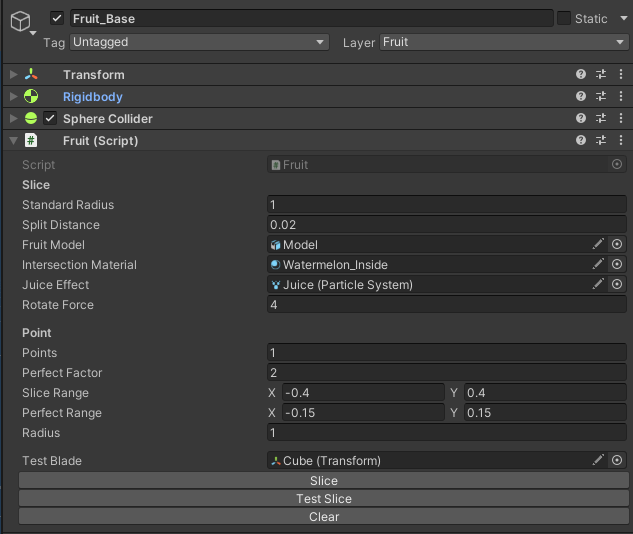 Fruit_Base Static
Tag Untagged Layer Fruit
Transform
Rigidbody
Sphere Collider
Fruit (Script)
Script Fruit
Slice
Standard Radius 1
Split Distance 0.02
Fruit Model Model
Intersection Material Watermelon_Inside
Juice Effect Juice (Particle System)
Rotate Force 4
Point
Points 1
Perfect Factor 2
Slice Range X -0.4 Y 0.4
Perfect Range X -0.15 Y 0.15
Radius 1
Test Blade Cube (Transform)
Slice
Test Slice
Clear